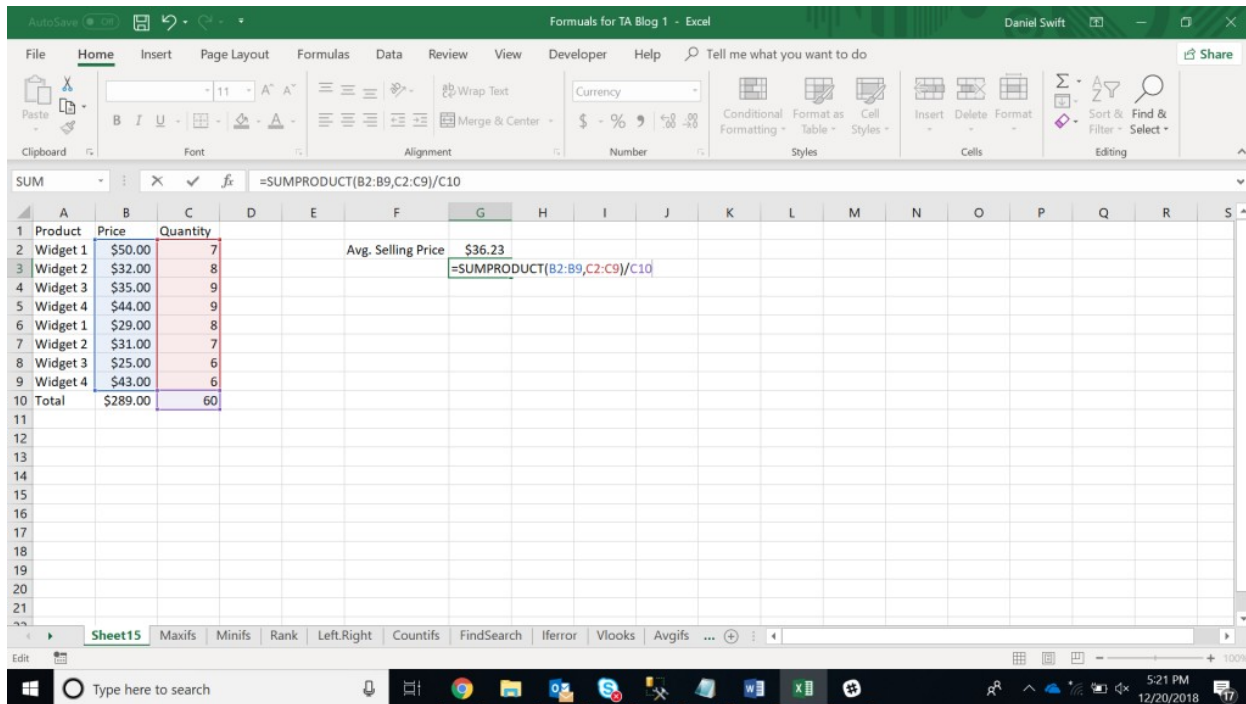 AutoSave Off Formuals for TA Blog 1 - Excel Daniel Swift
File Home Insert Page Layout Formulas Data Review View Developer Help Tell me what you want to do Share
Paste 11 A A Wrap Text Currency Conditional Format as Cell Insert Delete Format Sort & Find &
B I U A Merge & Center $ % 9 .00 Formatting Table Styles Filter Select
Clipboard Font Alignment Number Styles Cells Editing
SUM fx =SUMPRODUCT(B2:B9,C2:C9)/C10
A B C D E F G H I J K L M N O P Q R S
1 Product Price Quantity
2 Widget 1 $50.00 7 Avg. Selling Price $36.23
3 Widget 2 $32.00 8 =SUMPRODUCT(B2:B9,C2:C9)/C10
4 Widget 3 $35.00 9
5 Widget 4 $44.00 9
6 Widget 1 $29.00 8
7 Widget 2 $31.00 7
8 Widget 3 $25.00 6
9 Widget 4 $43.00 6
10 Total $289.00 60
11
12
13
14
15
16
17
18
19
20
21
Sheet15 Maxifs Minifs Rank Left.Right Countifs FindSearch Iferror Vlooks Avgifs ...
Edit 100%
Type here to search 5:21 PM
12/20/2018 17